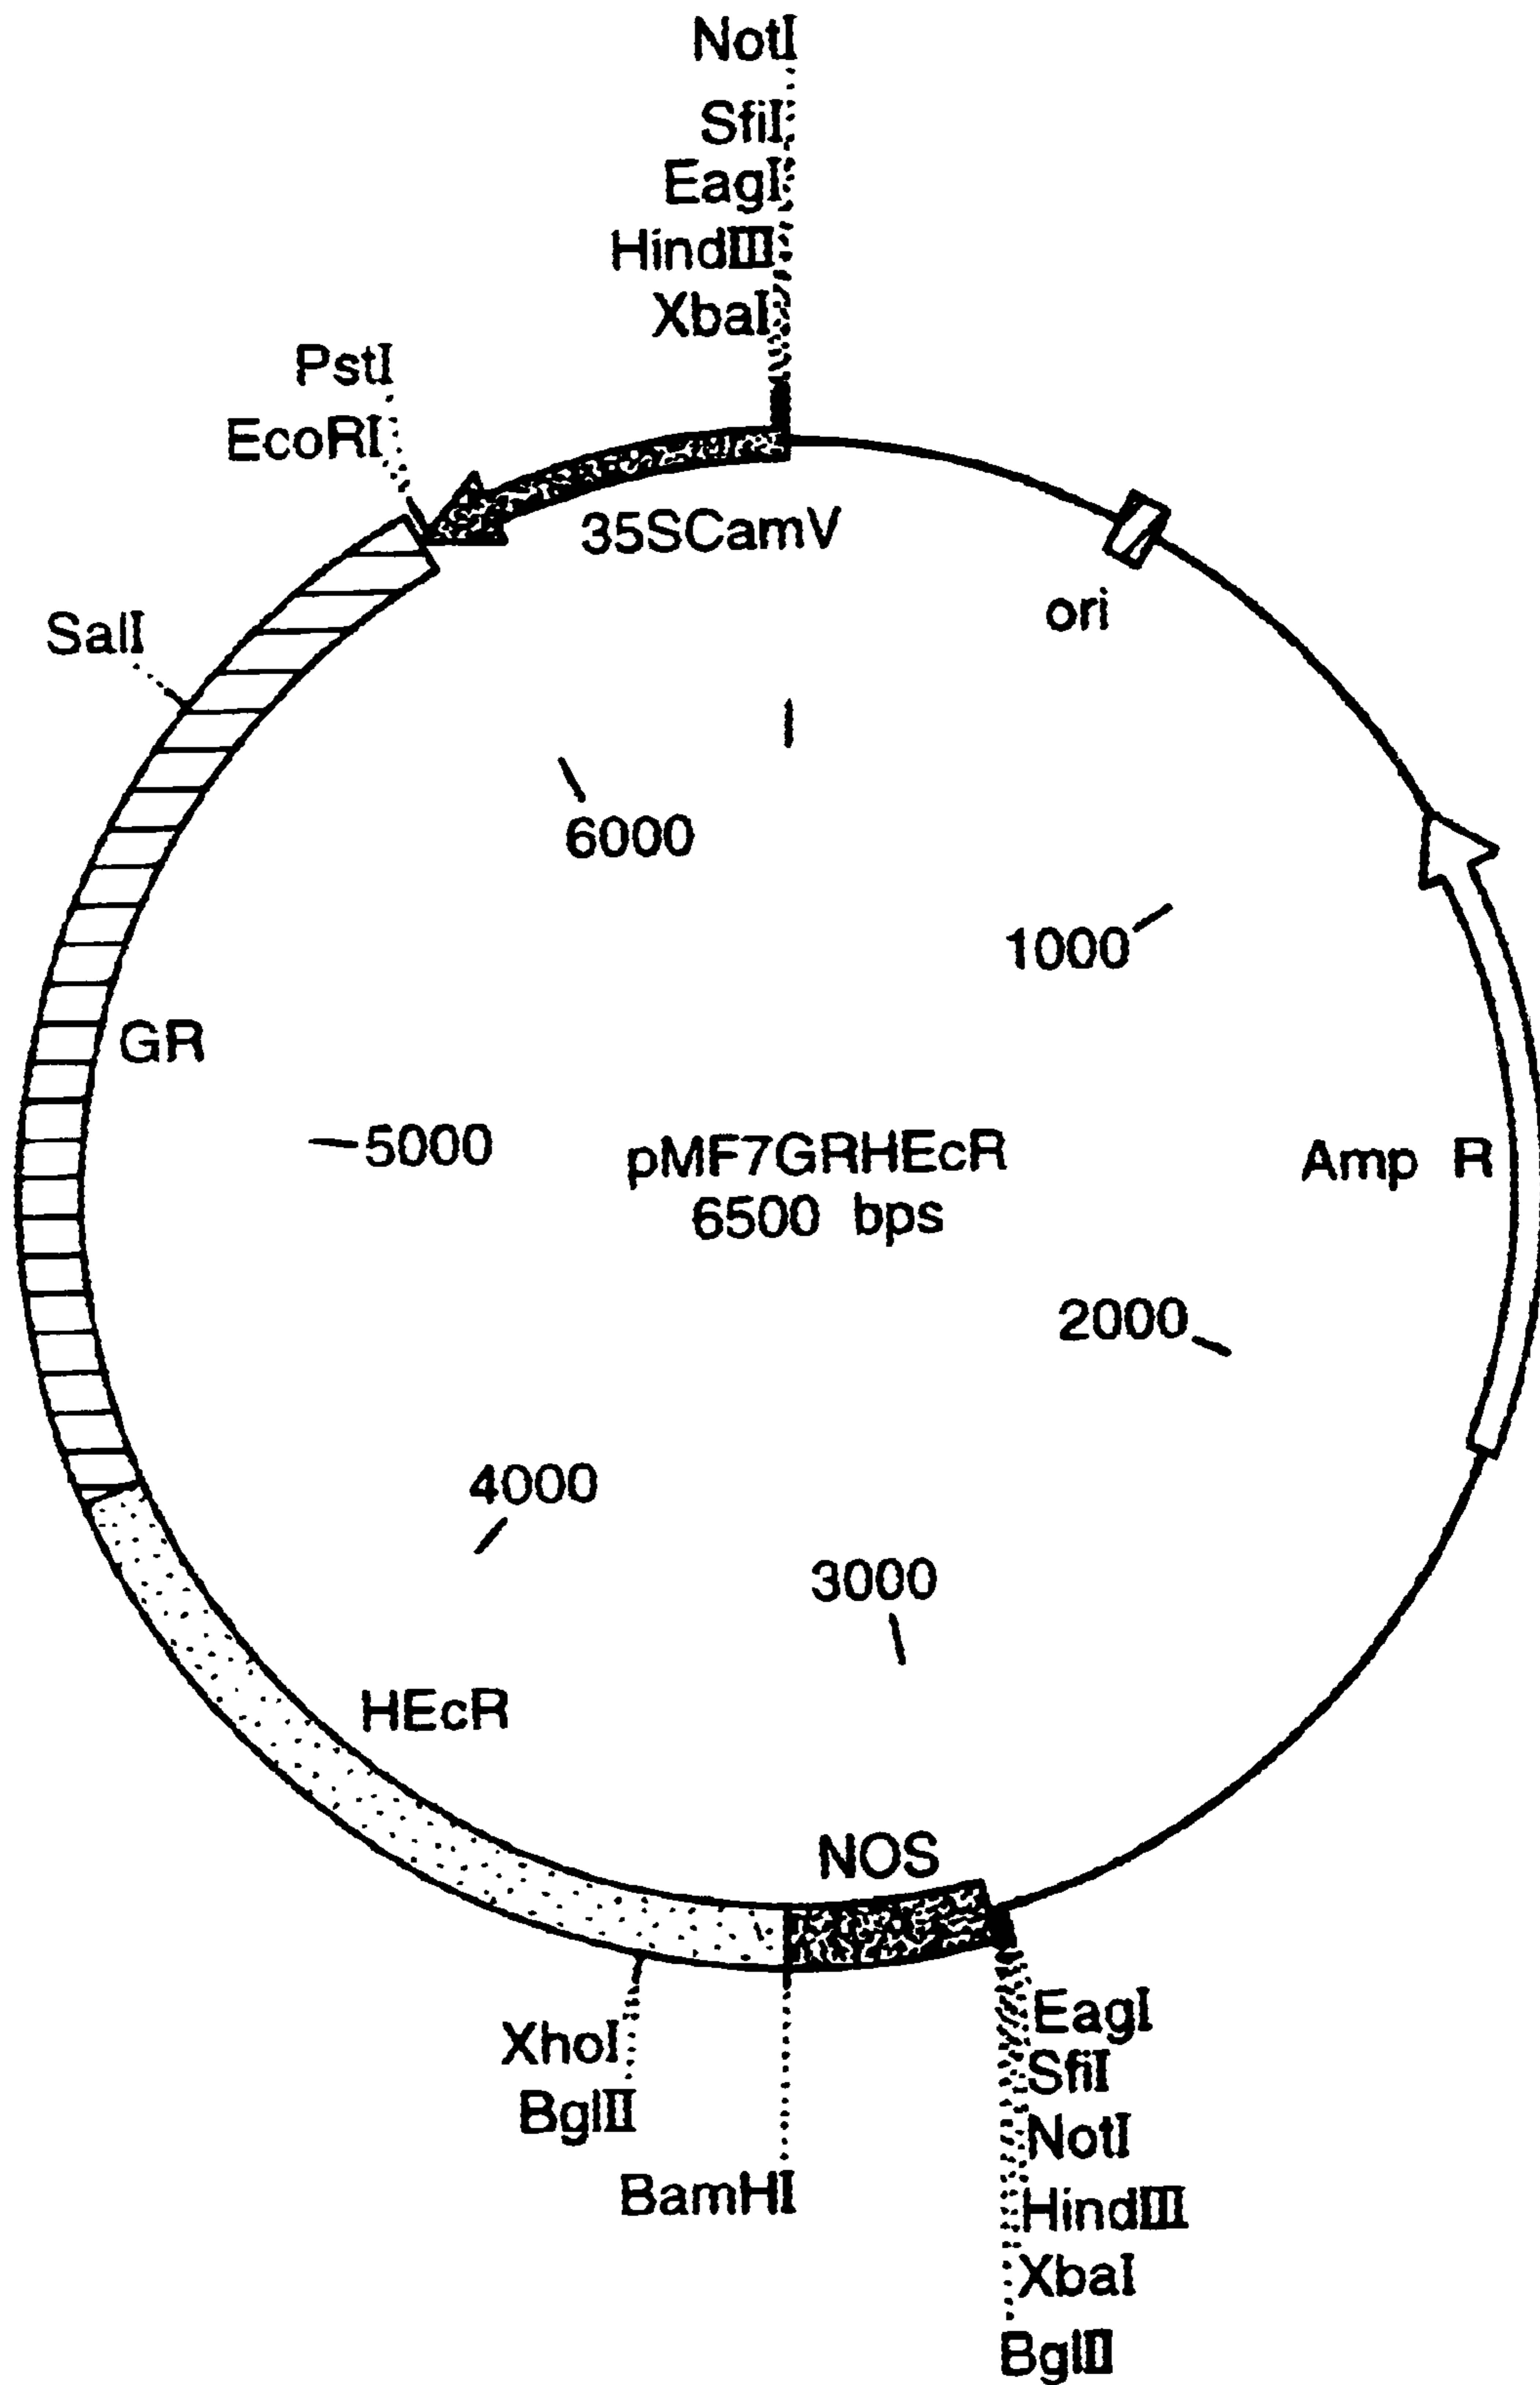 NotI
SfiI
EagI
HindIII
XbaI
PstI
EcoRI
35SCamV
ori
SalI
6000
1000
GR
5000
pMF7GRHEcR
6500 bps
Amp R
2000
4000
3000
HEcR
NOS
XhoI
BglII
BamHI
EagI
SfiI
NotI
HindIII
XbaI
BglII